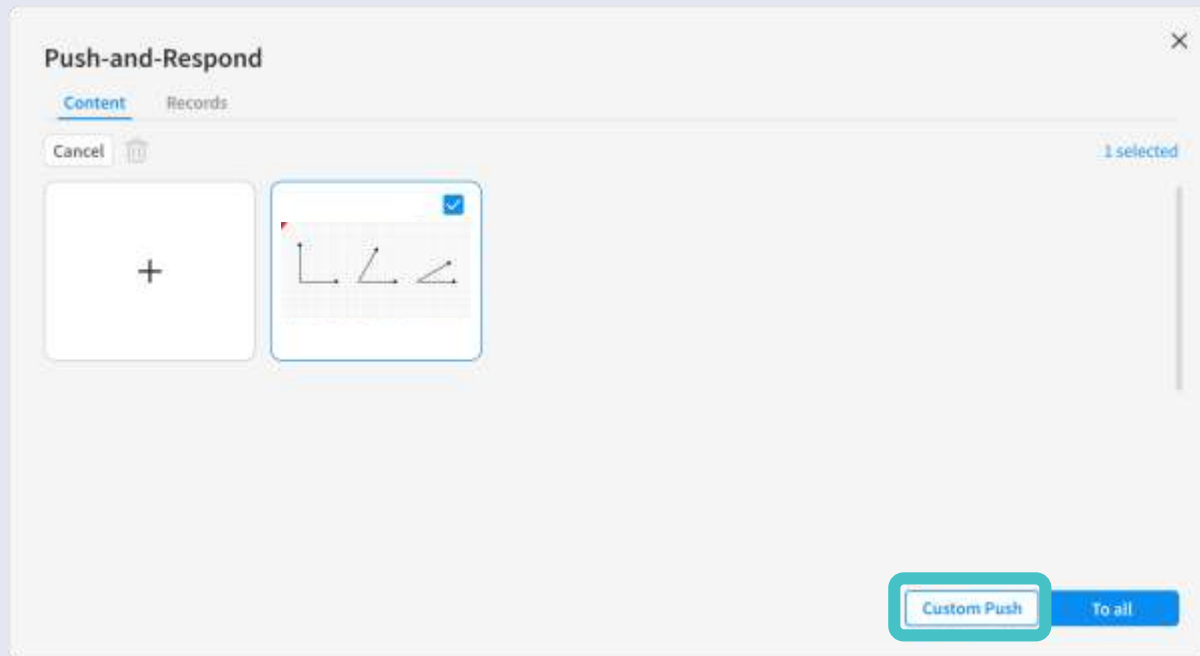 Push-and-Respond
Content Records
Cancel 1 selected
Custom Push To all